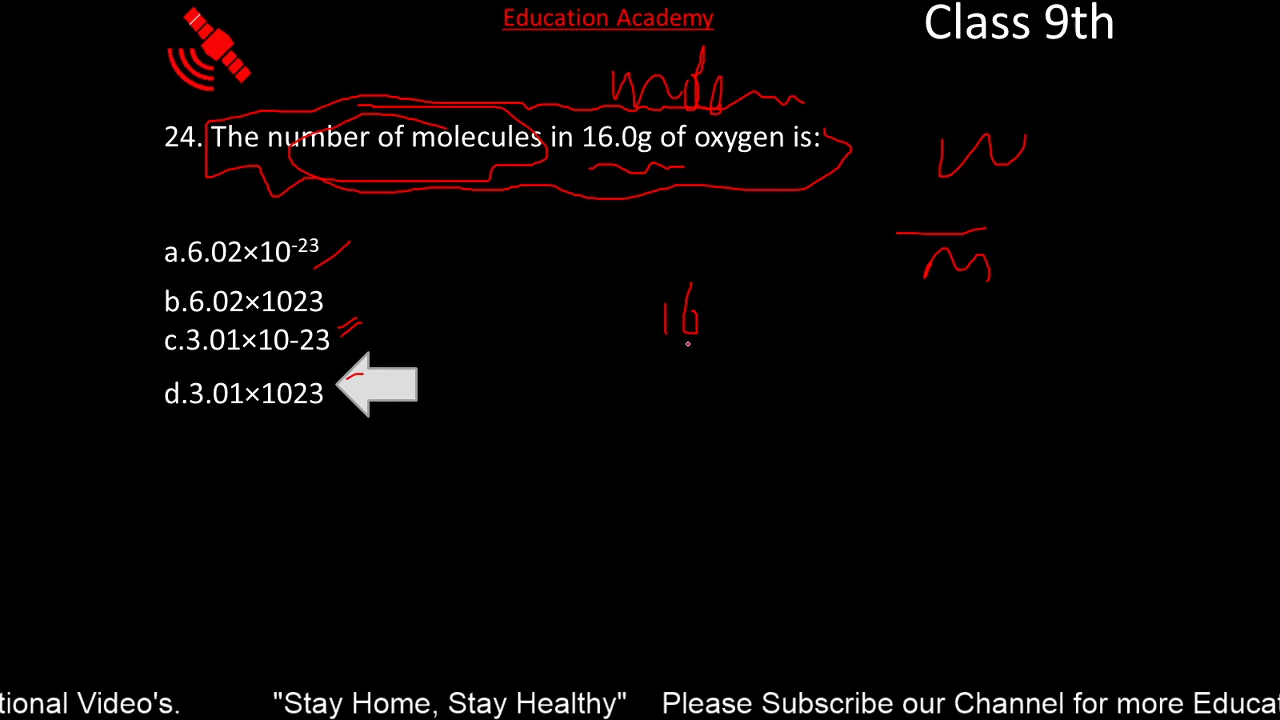 Education Academy
Class 9th
24. The number of molecules in 16.0g of oxygen is:
w
m
a.6.02×10⁻²³
b.6.02×1023
16
c.3.01×10-23
d.3.01×1023
tional Video's. "Stay Home, Stay Healthy" Please Subscribe our Channel for more Educa